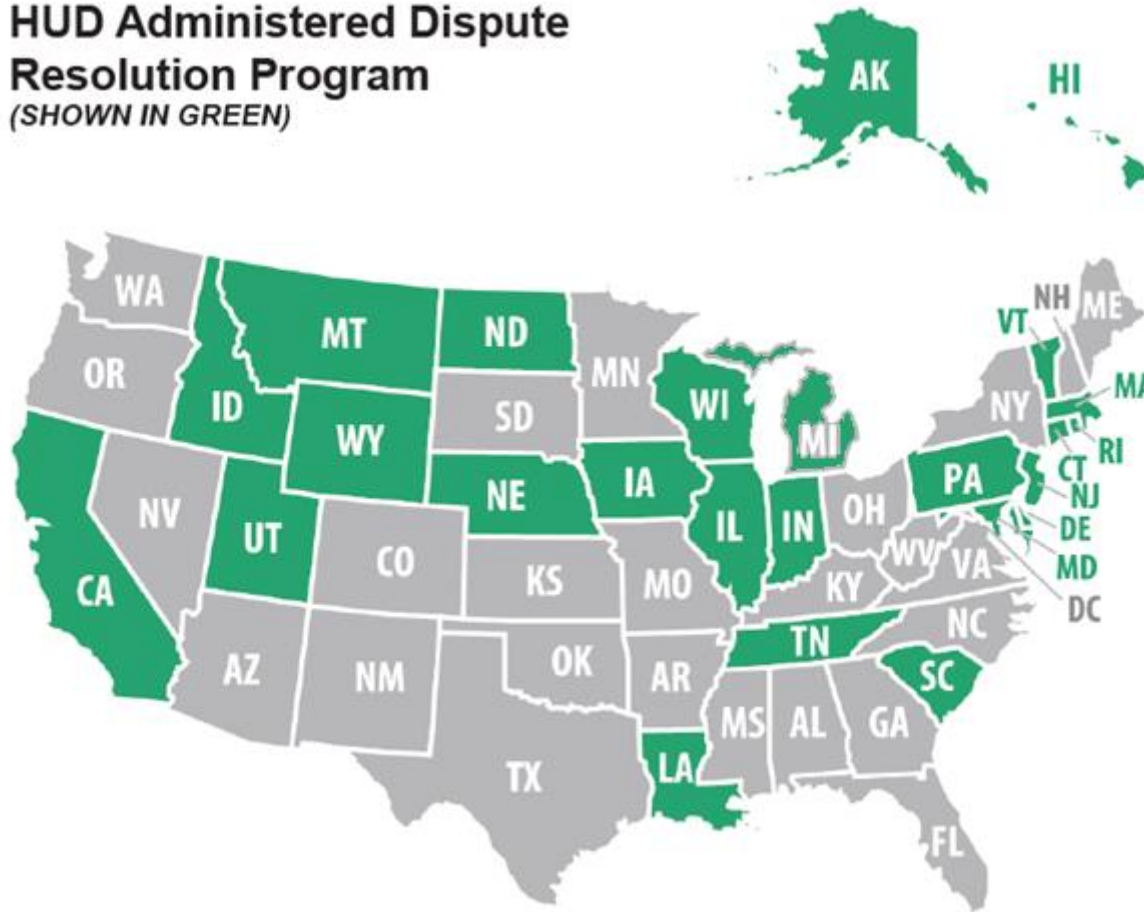 HUD Administered Dispute
Resolution Program
(SHOWN IN GREEN)
AK
HI
WA
MT
ND
MN
NH
ME
VT
OR
ID
SD
WI
MI
NY
MA
WY
RI
CT
NV
UT
NE
IA
PA
NJ
CO
IL
IN
OH
DE
CA
KS
MO
WV
VA
MD
KY
DC
AZ
NM
OK
AR
TN
NC
SC
TX
LA
MS
AL
GA
FL